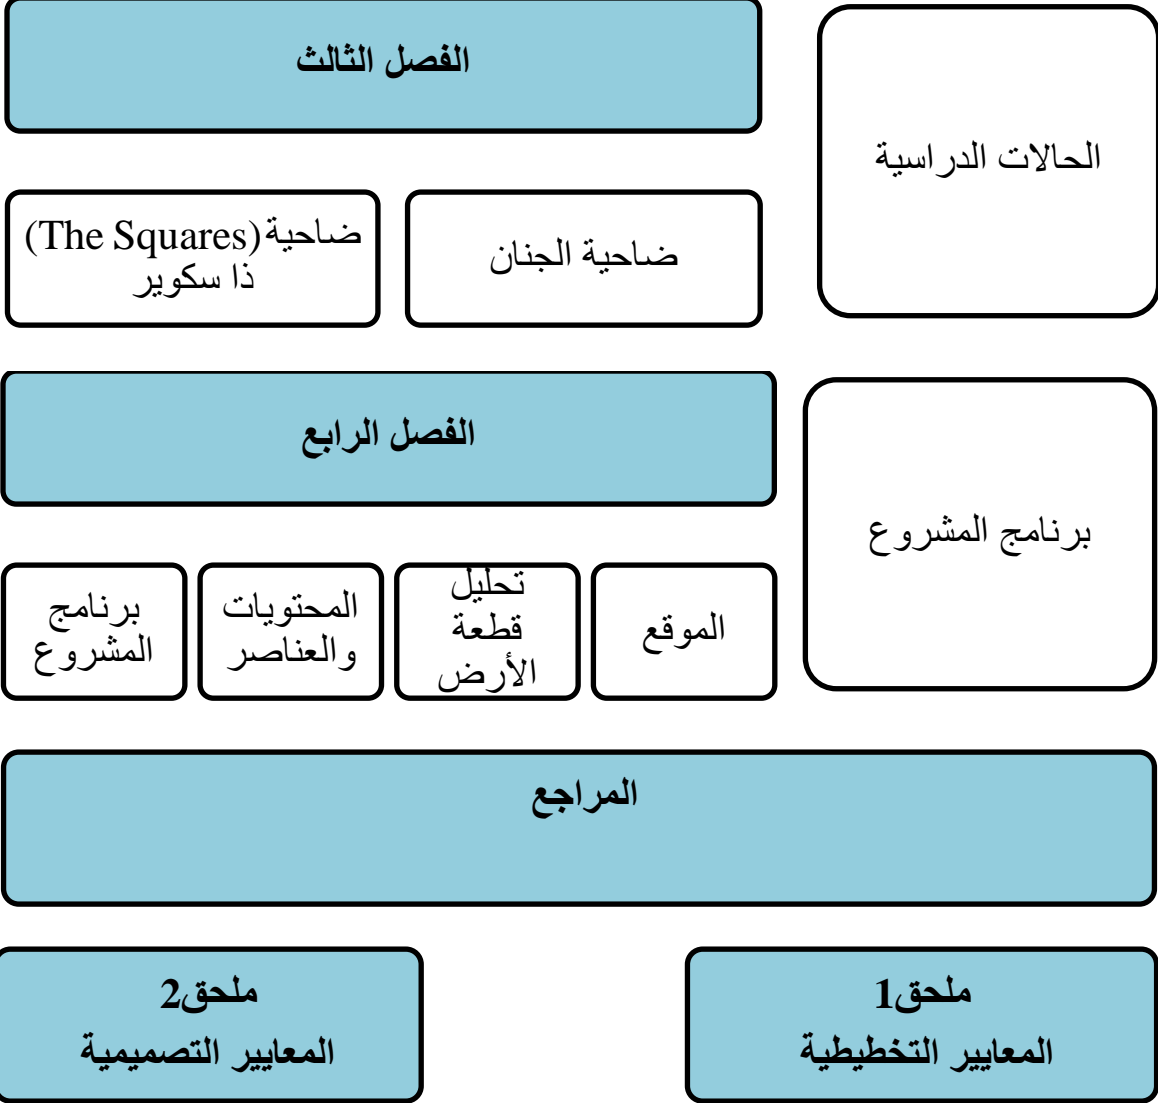 الحالات الدراسية
الفصل الثالث
ضاحية الجنان
ضاحية (The Squares)
ذا سكوير
برنامج المشروع
الفصل الرابع
الموقع
تحليل
قطعة
الأرض
المحتويات
والعناصر
برنامج
المشروع
المراجع
ملحق1
المعايير التخطيطية
ملحق2
المعايير التصميمية